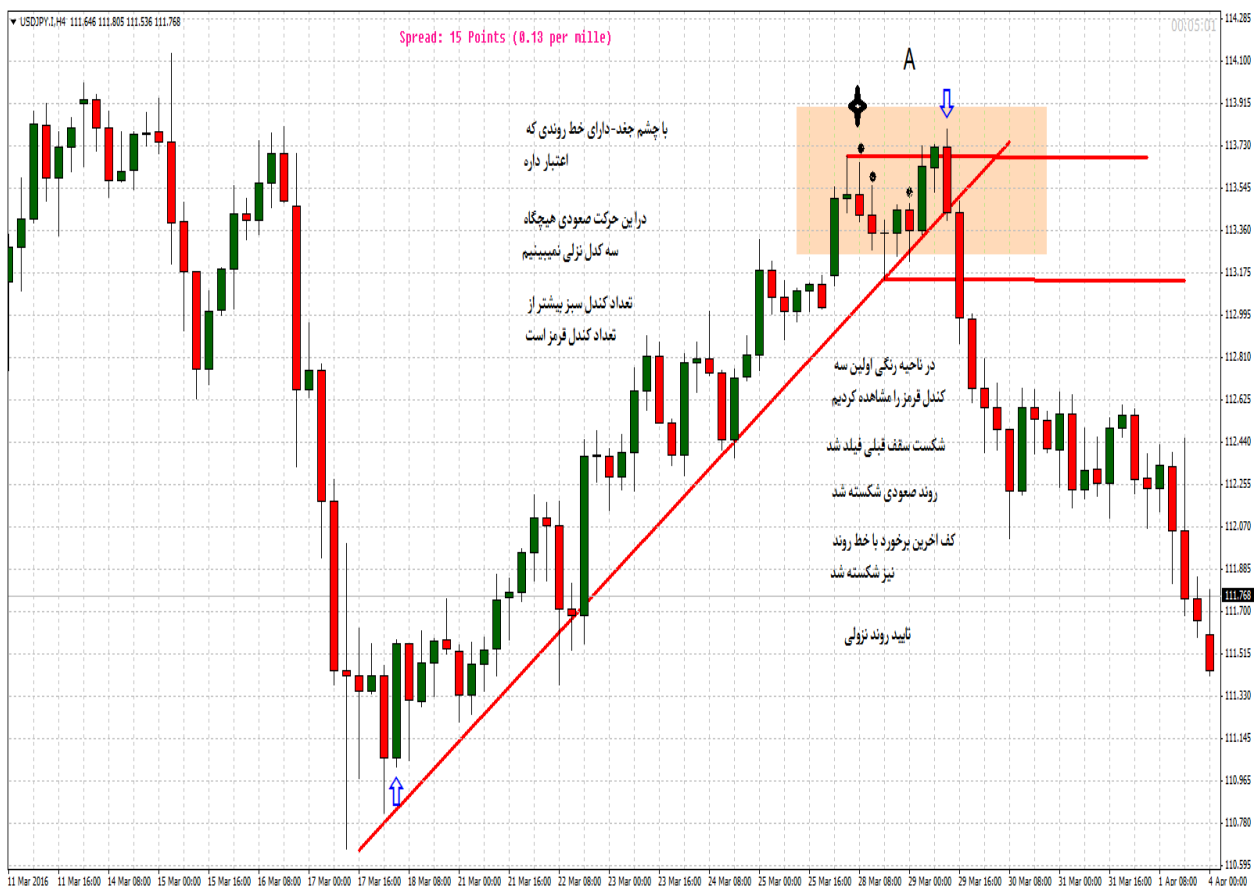 USDJPY.I,H4 111.646 111.805 111.536 111.768
00:05:01
Spread: 15 Points (0.13 per mille)
A
با چشم جغد-دارای خط روندی که
اعتبار داره
دراین حرکت صعودی هیچگاه
سه کدل نزلی نمیبینیم
تعداد کندل سبز بیشتر از
تعداد کندل قرمز است
در ناحیه رنگی اولین سه
کندل قرمز را مشاهده کردیم
شکست سقف قبلی فیلد شد
روند صعودی شکسته شد
کف اخرین برخورد با خط روند
نیز شکسته شد
تایید روند نزولی
114.285
114.100
113.915
113.730
113.545
113.360
113.175
112.995
112.810
112.625
112.440
112.255
112.070
111.885
111.768
111.700
111.515
111.330
111.145
110.965
110.780
110.595
11 Mar 2016 11 Mar 16:00 14 Mar 08:00 15 Mar 00:00 15 Mar 16:00 16 Mar 08:00 17 Mar 00:00 17 Mar 16:00 18 Mar 08:00 21 Mar 00:00 21 Mar 16:00 22 Mar 08:00 23 Mar 00:00 23 Mar 16:00 24 Mar 08:00 25 Mar 00:00 25 Mar 16:00 28 Mar 08:00 29 Mar 00:00 29 Mar 16:00 30 Mar 08:00 31 Mar 00:00 31 Mar 16:00 1 Apr 08:00 4 Apr 00:00